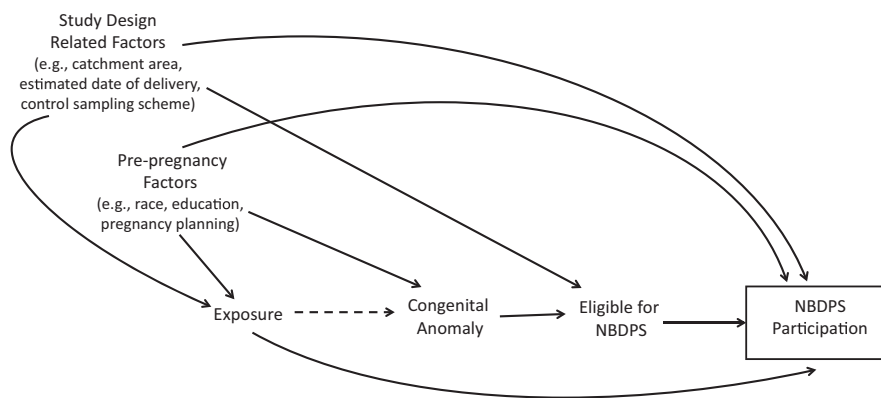 Study Design
Related Factors
(e.g., catchment area,
estimated date of delivery,
control sampling scheme)
Pre-pregnancy
Factors
(e.g., race, education,
pregnancy planning)
Exposure
Congenital
Anomaly
Eligible for
NBDPS
NBDPS
Participation